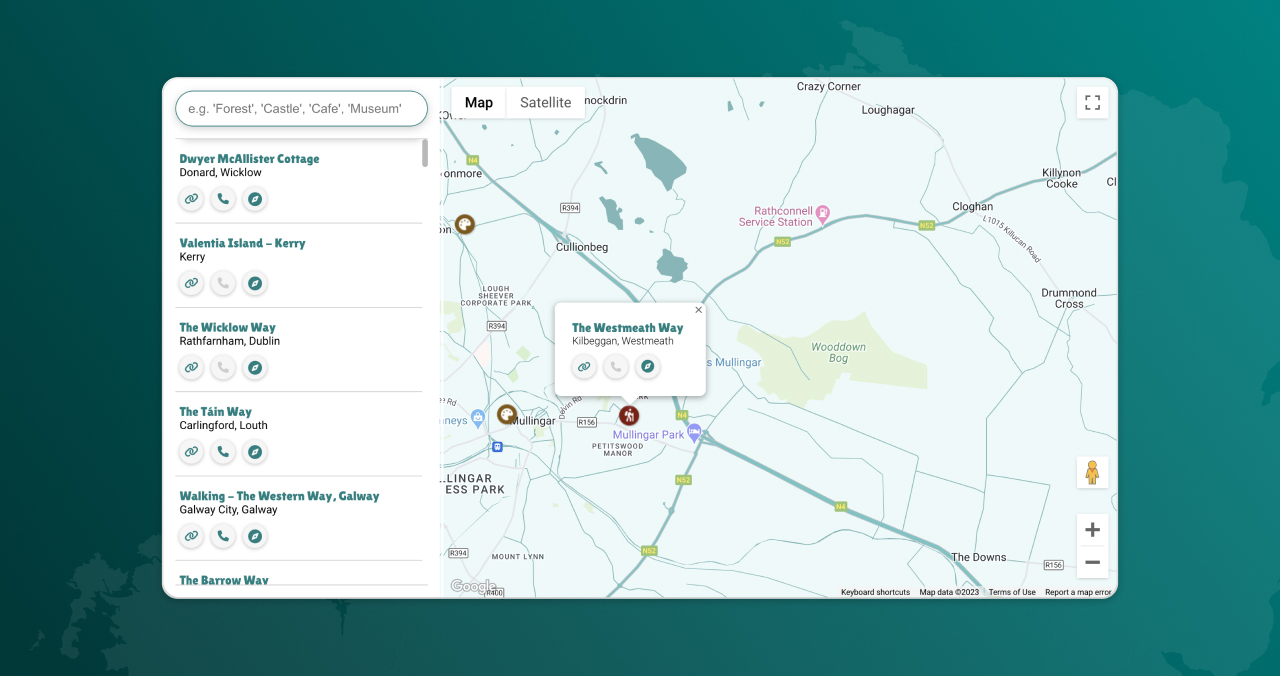 e.g. 'Forest', 'Castle', 'Cafe', 'Museum'
Dwyer McAllister Cottage
Donard, Wicklow
Valentia Island – Kerry
Kerry
The Wicklow Way
Rathfarnham, Dublin
The Táin Way
Carlingford, Louth
Walking – The Western Way, Galway
Galway City, Galway
The Barrow Way
Map
Satellite
nockdrin
Crazy Corner
Loughagar
N4
onmore
Killynon
Cooke
R394
Rathconnell
Service Station
Cloghan
N52
N52
L1015 Killucan Road
Cullionbeg
LOUGH
SHEEVER
CORPORATE PARK
Drummond
Cross
R394
The Westmeath Way
Kilbeggan, Westmeath
s Mullingar
Wooddown
Bog
neys
Mullingar
R156
N4
Mullingar Park
PETITSWOOD
MANOR
LLINGAR
ESS PARK
N52
N4
N52
R394
MOUNT LYNN
The Downs
R156
Google
R400
Keyboard shortcuts
Map data ©2023
Terms of Use
Report a map error